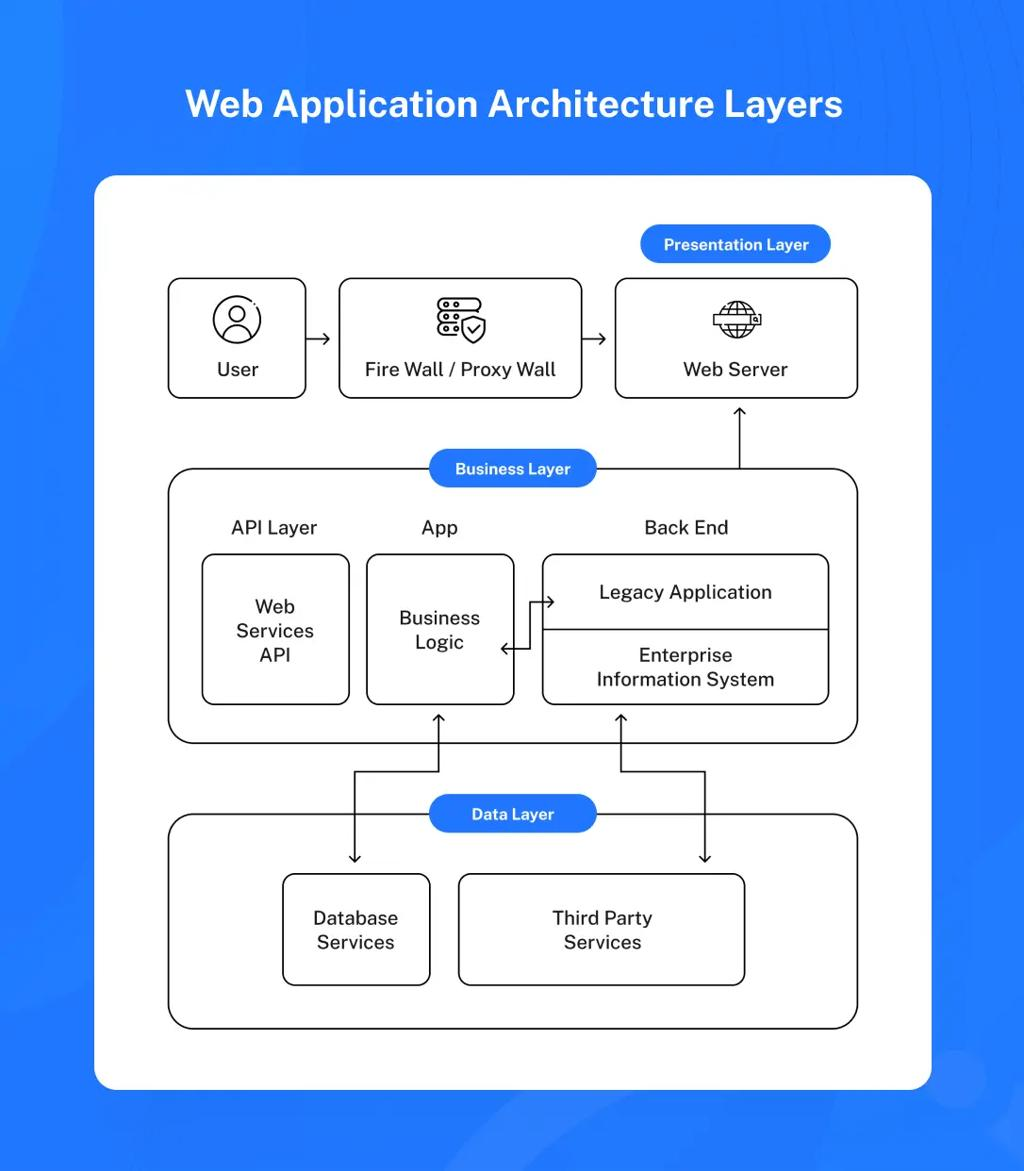 Web Application Architecture Layers
Presentation Layer
User
Fire Wall / Proxy Wall
Web Server
Business Layer
API Layer
App
Back End
Web
Services
API
Business
Logic
Legacy Application
Enterprise
Information System
Data Layer
Database
Services
Third Party
Services